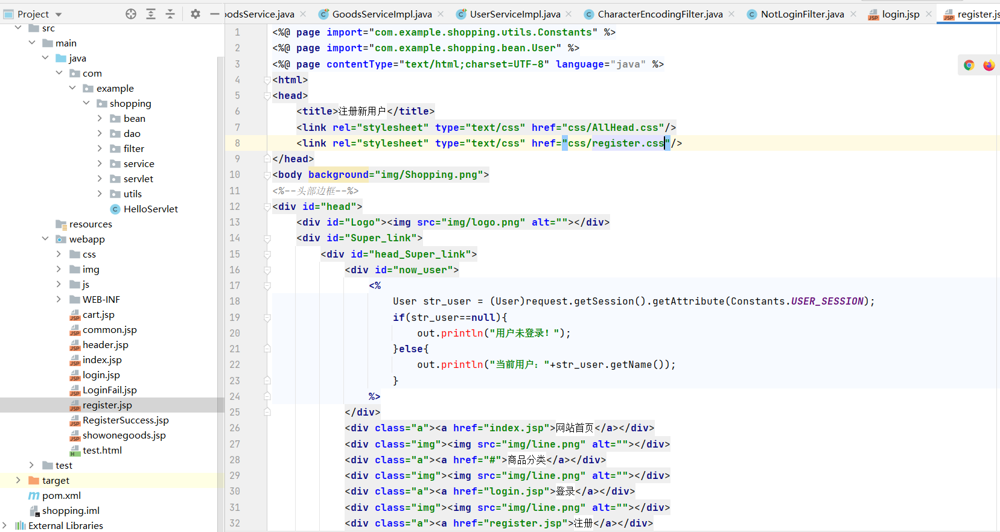 Project
oodsService.java
GoodsServiceImpl.java
UserServiceImpl.java
CharacterEncodingFilter.java
NotLoginFilter.java
login.jsp
register.js
src
main
java
com
example
shopping
bean
dao
filter
service
servlet
utils
HelloServlet
resources
webapp
css
img
js
WEB-INF
cart.jsp
common.jsp
header.jsp
index.jsp
login.jsp
LoginFail.jsp
register.jsp
RegisterSuccess.jsp
showonegoods.jsp
test.html
test
target
pom.xml
shopping.iml
External Libraries
1 <%@ page import="com.example.shopping.utils.Constants" %>
2 <%@ page import="com.example.shopping.bean.User" %>
3 <%@ page contentType="text/html;charset=UTF-8" language="java" %>
4 <html>
5 <head>
6 <title>注册新用户</title>
7 <link rel="stylesheet" type="text/css" href="css/AllHead.css"/>
8 <link rel="stylesheet" type="text/css" href="css/register.css"/>
9 </head>
10 <body background="img/Shopping.png">
11 <%--头部边框--%>
12 <div id="head">
13 <div id="Logo"><img src="img/logo.png" alt=""></div>
14 <div id="Super_link">
15 <div id="head_Super_link">
16 <div id="now_user">
17 <%
18 User str_user = (User)request.getSession().getAttribute(Constants.USER_SESSION);
19 if(str_user==null){
20 out.println("用户未登录！");
21 }else{
22 out.println("当前用户："+str_user.getName());
23 }
24 %>
25 </div>
26 <div class="a"><a href="index.jsp">网站首页</a></div>
27 <div class="img"><img src="img/line.png" alt=""></div>
28 <div class="a"><a href="#">商品分类</a></div>
29 <div class="img"><img src="img/line.png" alt=""></div>
30 <div class="a"><a href="login.jsp">登录</a></div>
31 <div class="img"><img src="img/line.png" alt=""></div>
32 <div class="a"><a href="register.jsp">注册</a></div>